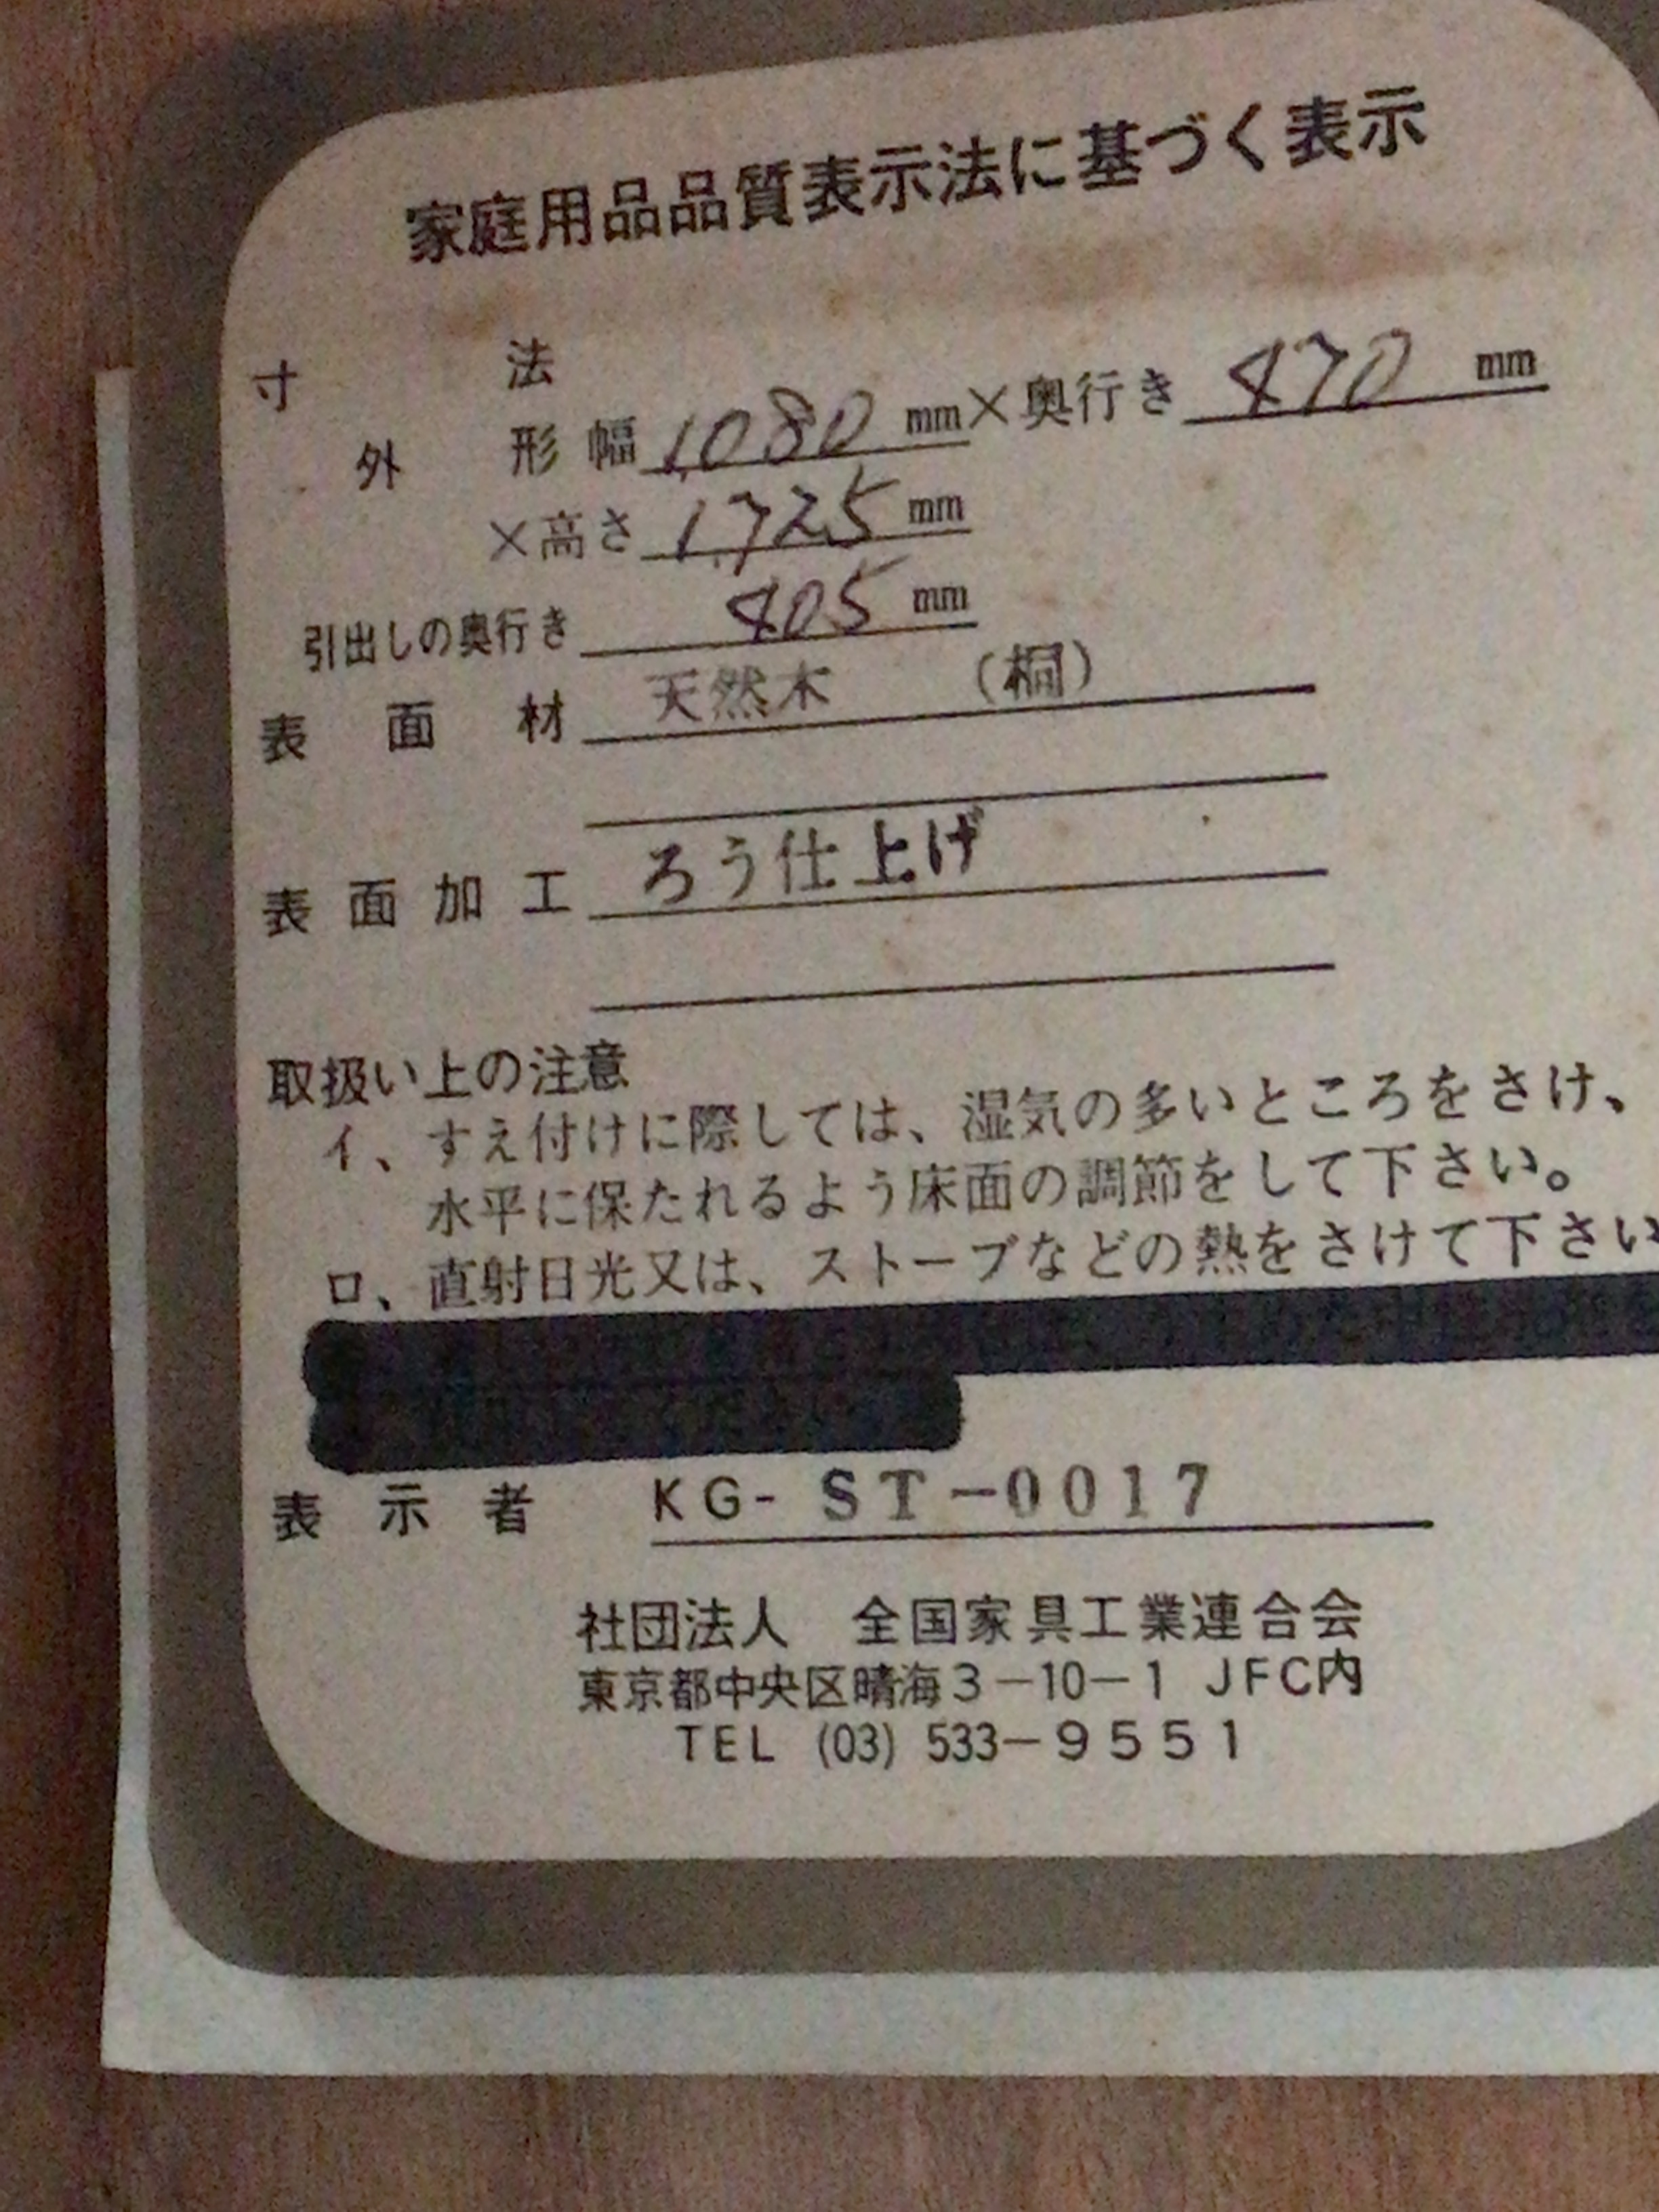 家庭用品品質表示法に基づく表示
寸法
外形 幅 1,080 mm×奥行き 470 mm
×高さ 1,725 mm
引出しの奥行き 405 mm
表面材 天然木 (桐)
表面加工 ろう仕上げ
取扱い上の注意
イ、すえ付けに際しては、湿気の多いところをさけ、
水平に保たれるよう床面の調節をして下さい。
ロ、直射日光又は、ストーブなどの熱をさけて下さい
表示者 KG-ST-0017
社団法人 全国家具工業連合会
東京都中央区晴海3-10-1 JFC内
TEL (03) 533-9551